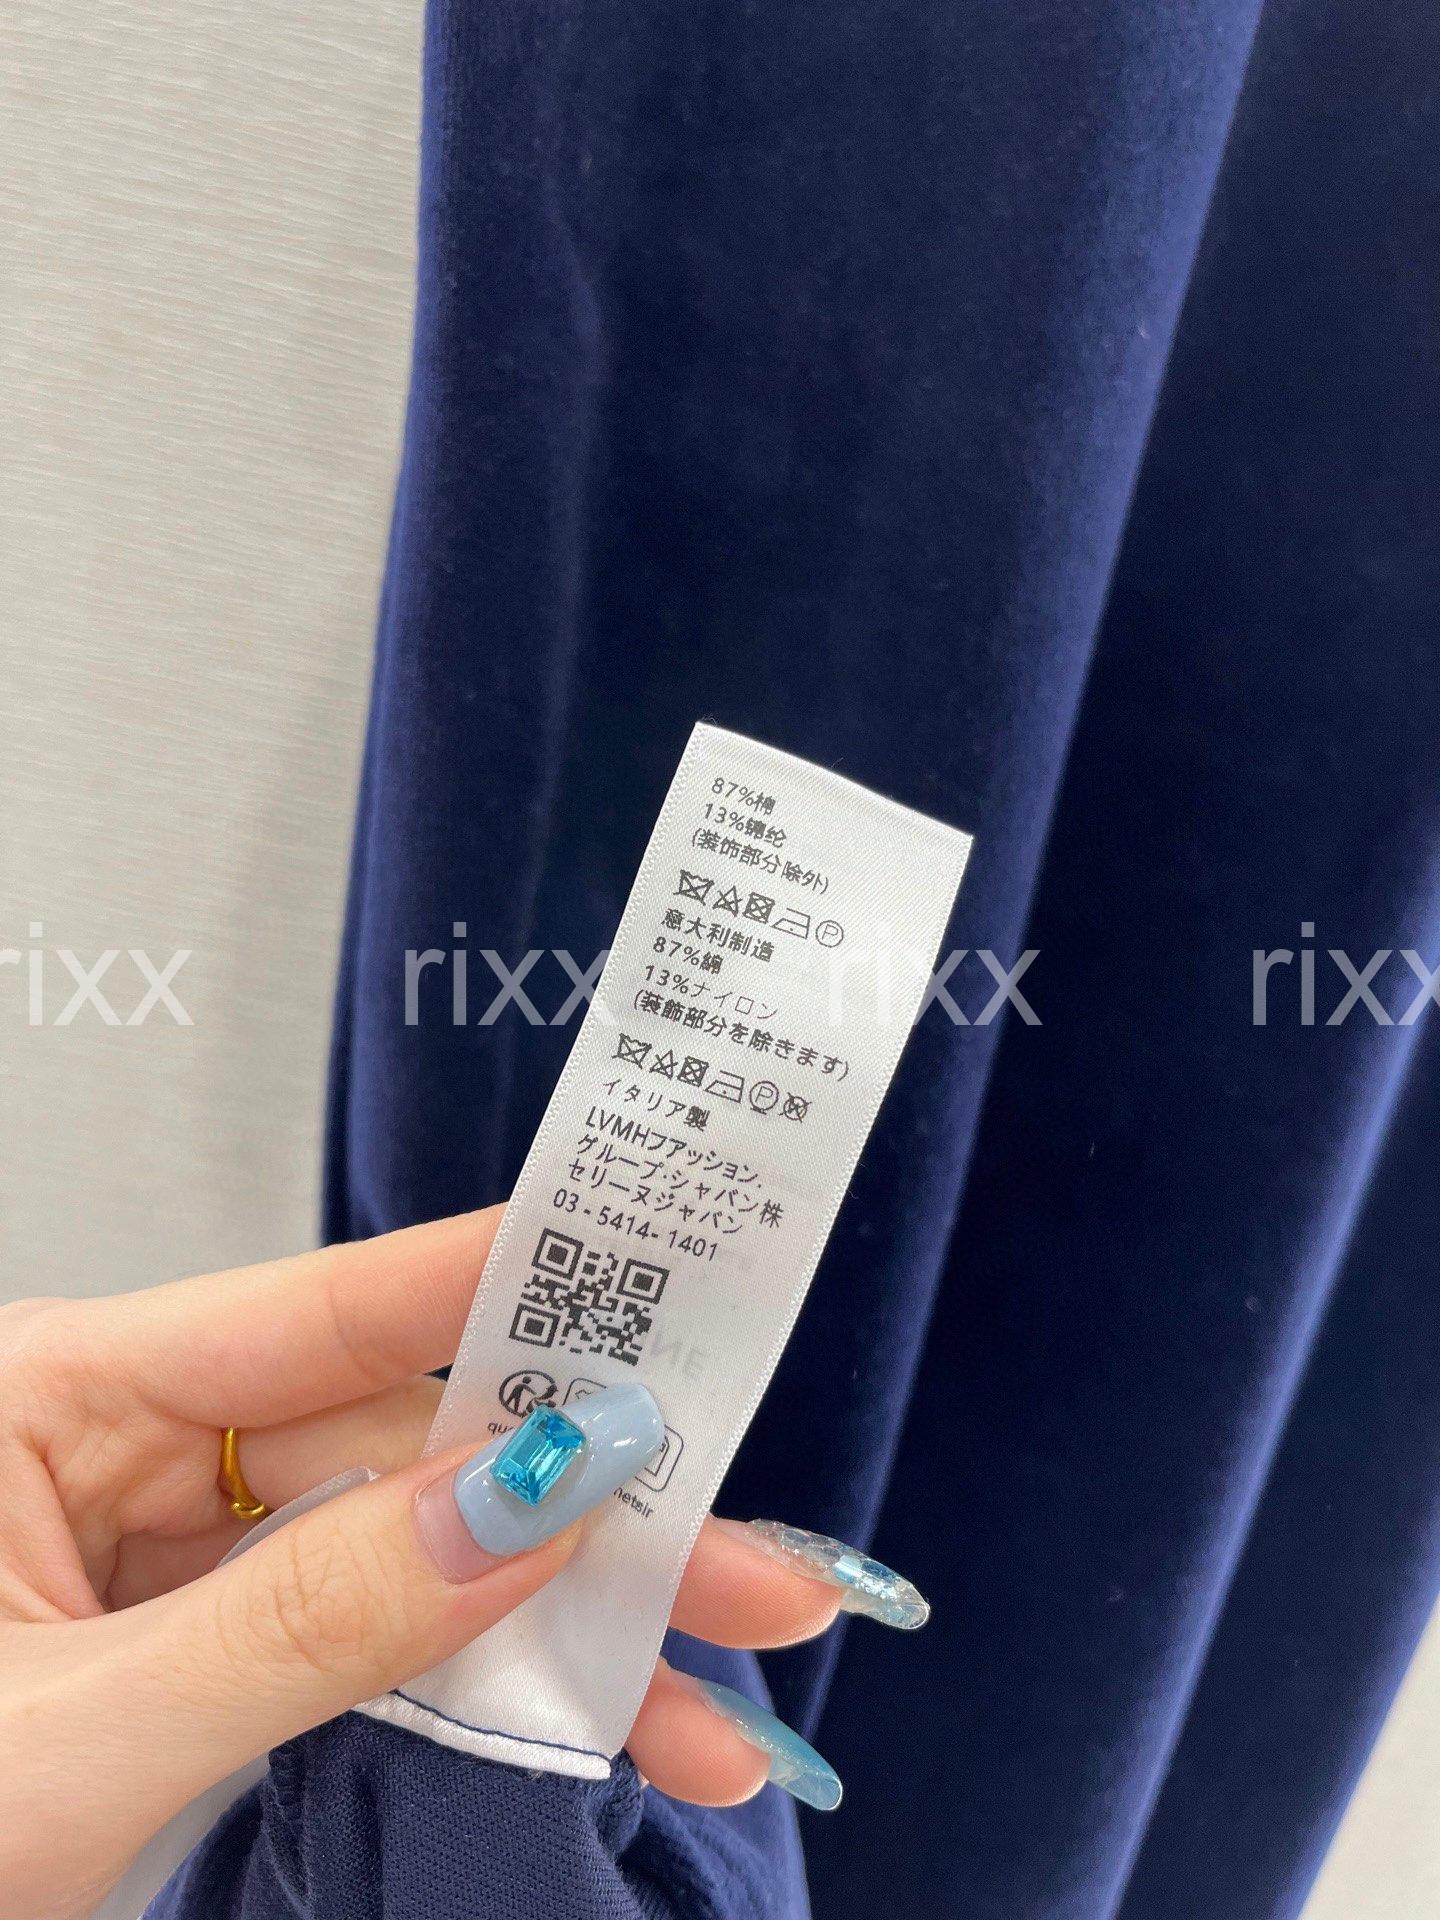 87%棉
13%锦纶
(装饰部分除外)
意大利制造
87%綿
13%ナイロン
(装飾部分を除きます)
イタリア製
LVMHファッション.
グループ.ジャパン株
セリーヌジャパン
03-5414-1401
rixx rixx rixx rixx